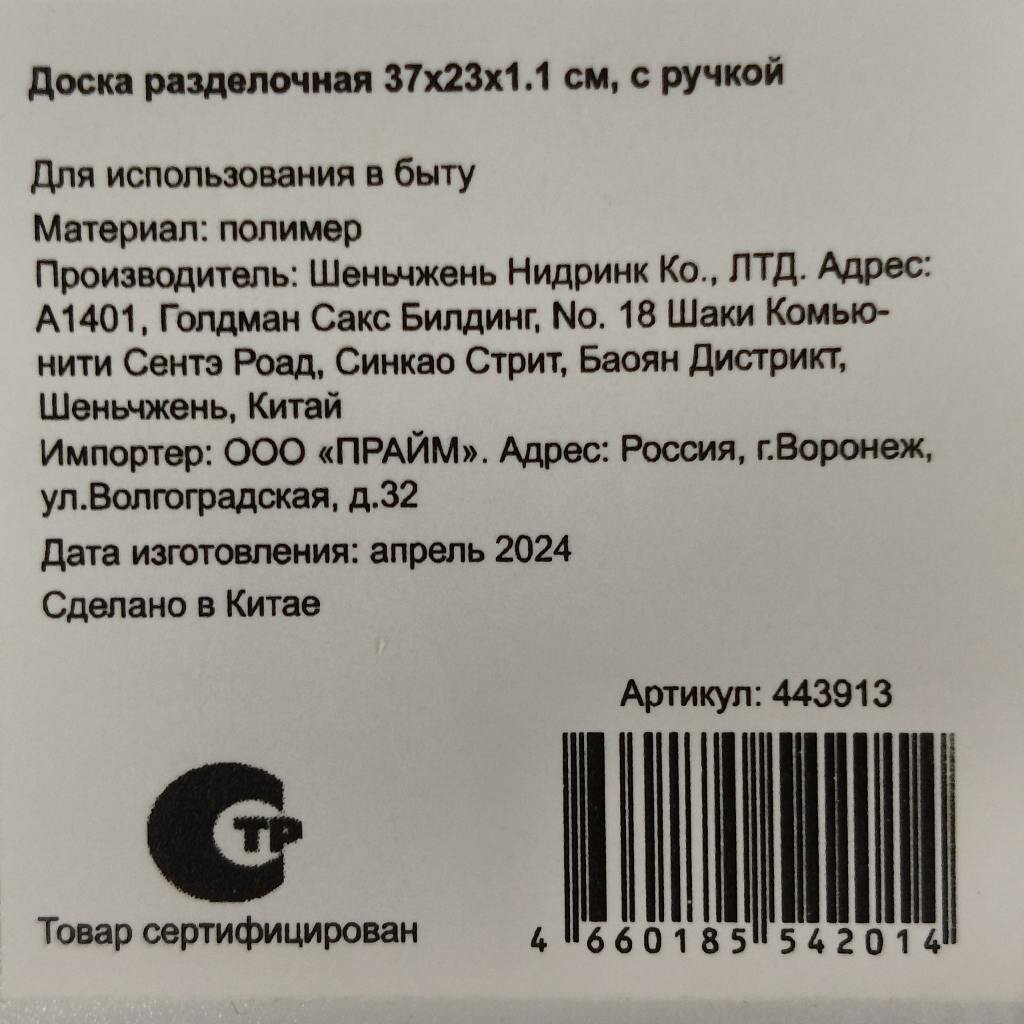 Доска разделочная 37х23х1.1 см, с ручкой
Для использования в быту
Материал: полимер
Производитель: Шеньчжень Нидринк Ко., ЛТД. Адрес:
А1401, Голдман Сакс Билдинг, No. 18 Шаки Комью-
нити Сентэ Роад, Синкао Стрит, Баоян Дистрикт,
Шеньчжень, Китай
Импортер: ООО «ПРАЙМ». Адрес: Россия, г.Воронеж,
ул.Волгоградская, д.32
Дата изготовления: апрель 2024
Сделано в Китае
Артикул: 443913
СТР
Товар сертифицирован
4 660185 542014